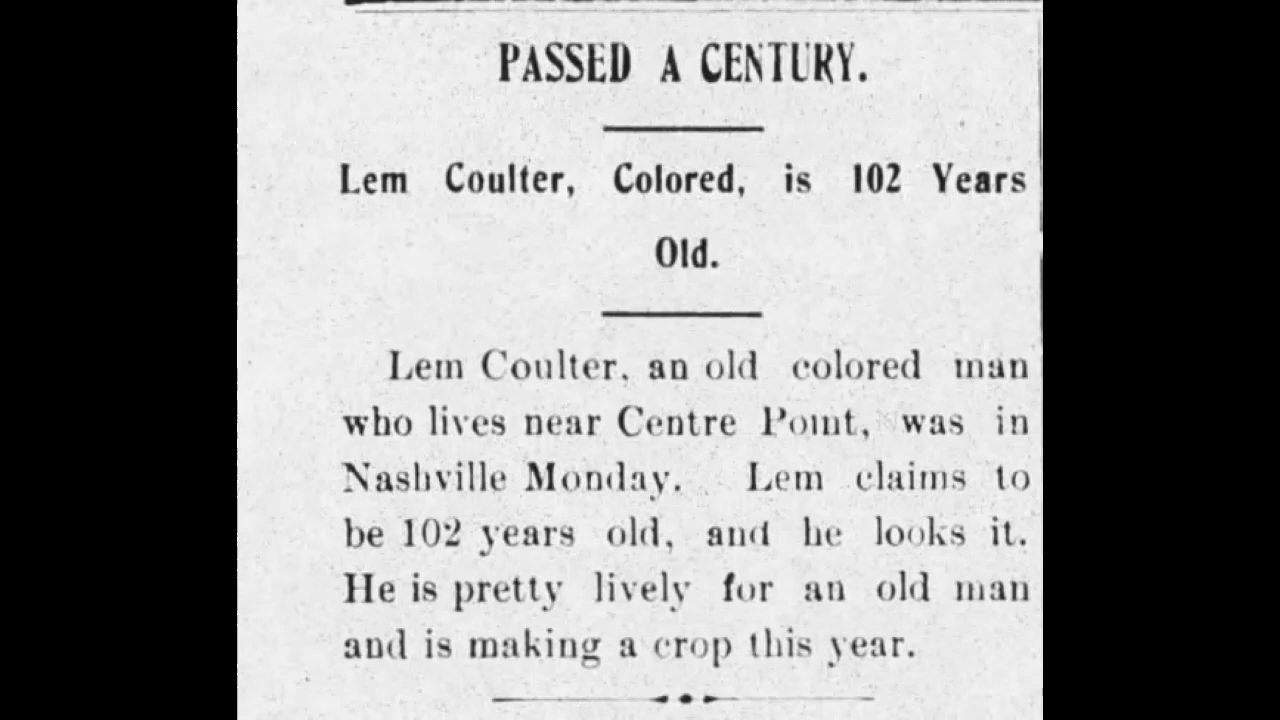 PASSED A CENTURY.
Lem Coulter, Colored, is 102 Years
Old.
Lem Coulter, an old colored man
who lives near Centre Point, was in
Nashville Monday. Lem claims to
be 102 years old, and he looks it.
He is pretty lively for an old man
and is making a crop this year.